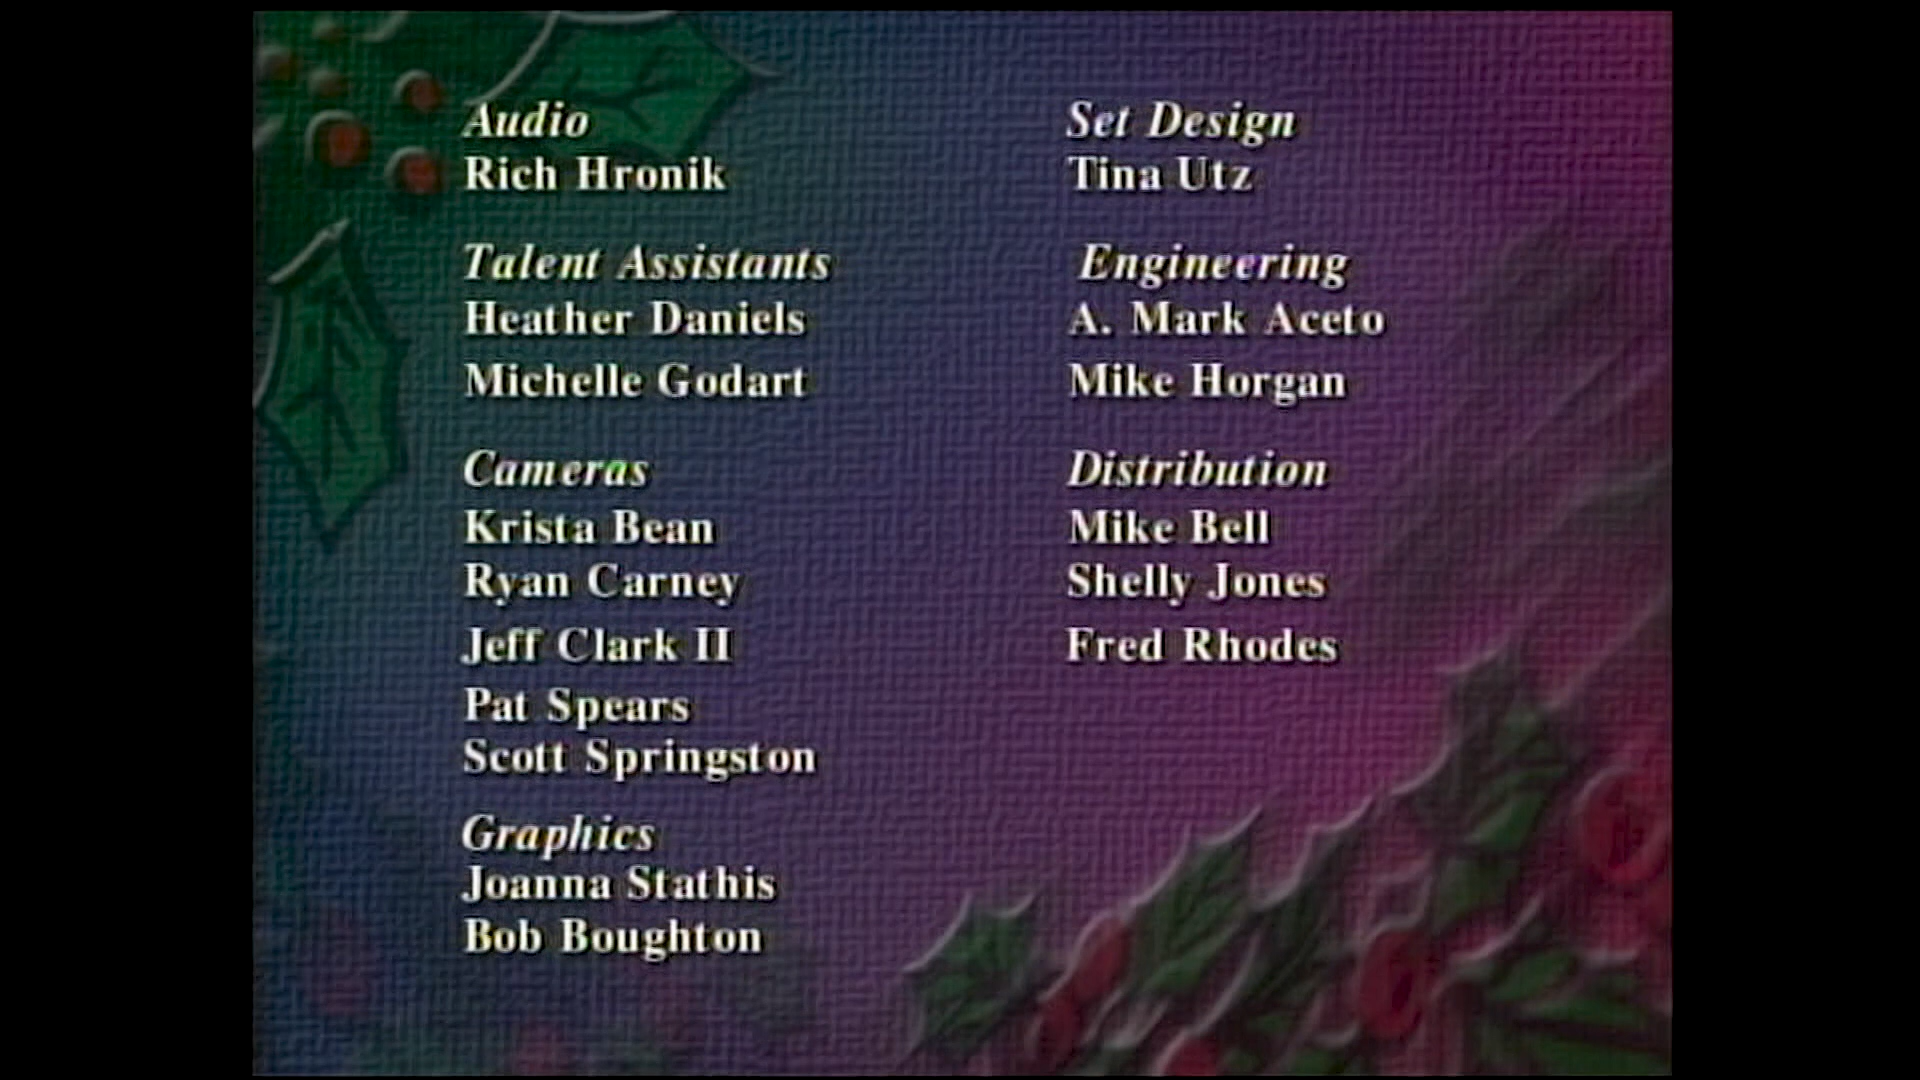 Audio
Rich Hronik
Talent Assistants
Heather Daniels
Michelle Godart
Cameras
Krista Bean
Ryan Carney
Jeff Clark II
Pat Spears
Scott Springston
Graphics
Joanna Stathis
Bob Boughton
Set Design
Tina Utz
Engineering
A. Mark Aceto
Mike Horgan
Distribution
Mike Bell
Shelly Jones
Fred Rhodes